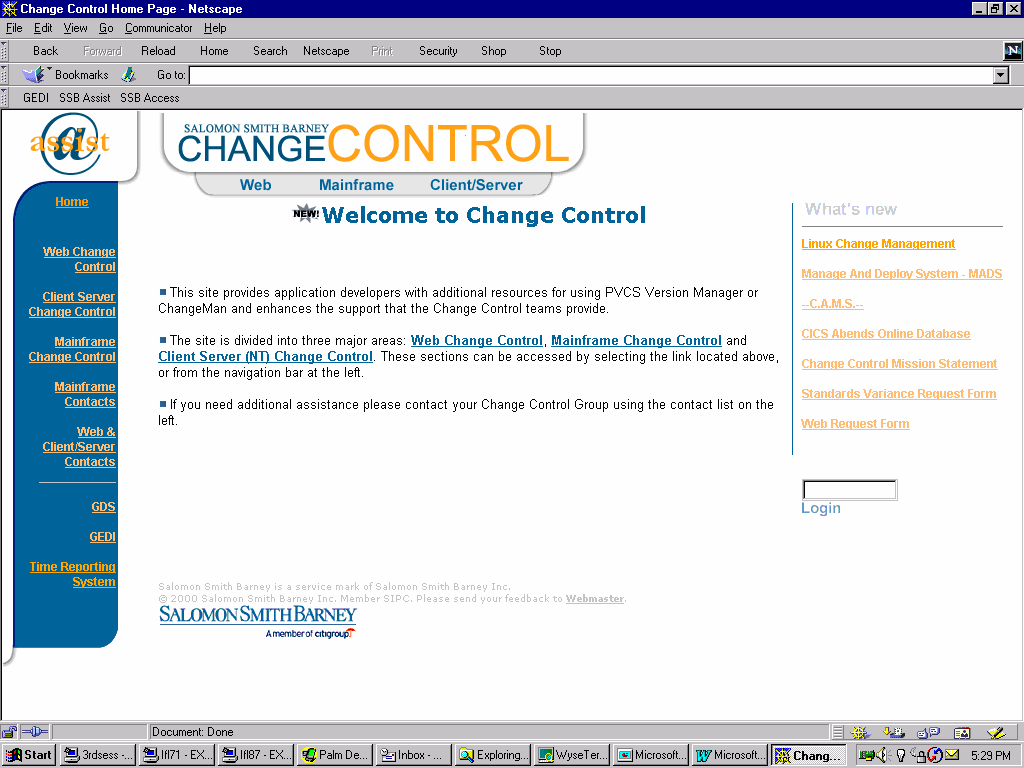 Change Control Home Page - Netscape
File Edit View Go Communicator Help
Back Forward Reload Home Search Netscape Print Security Shop Stop
N
Bookmarks Go to:
GEDI SSB Assist SSB Access
@
assist
SALOMON SMITH BARNEY
CHANGECONTROL
Web Mainframe Client/Server
NEW! Welcome to Change Control
Home
Web Change
Control
Client Server
Change Control
Mainframe
Change Control
Mainframe
Contacts
Web &
Client/Server
Contacts
GDS
GEDI
Time Reporting
System
This site provides application developers with additional resources for using PVCS Version Manager or
ChangeMan and enhances the support that the Change Control teams provide.
The site is divided into three major areas: Web Change Control, Mainframe Change Control and
Client Server (NT) Change Control. These sections can be accessed by selecting the link located above,
or from the navigation bar at the left.
If you need additional assistance please contact your Change Control Group using the contact list on the
left.
What's new
Linux Change Management
Manage And Deploy System - MADS
--C.A.M.S.--
CICS Abends Online Database
Change Control Mission Statement
Standards Variance Request Form
Web Request Form
Login
Salomon Smith Barney is a service mark of Salomon Smith Barney Inc.
© 2000 Salomon Smith Barney Inc. Member SIPC. Please send your feedback to Webmaster.
SALOMON SMITH BARNEY
A member of citigroup
Document: Done
Start 3rdsess -... Ifl71 - EX... Ifl87 - EX... Palm De... Inbox - ... Exploring... WyseTer... Microsoft... Microsoft... Chang... 5:29 PM